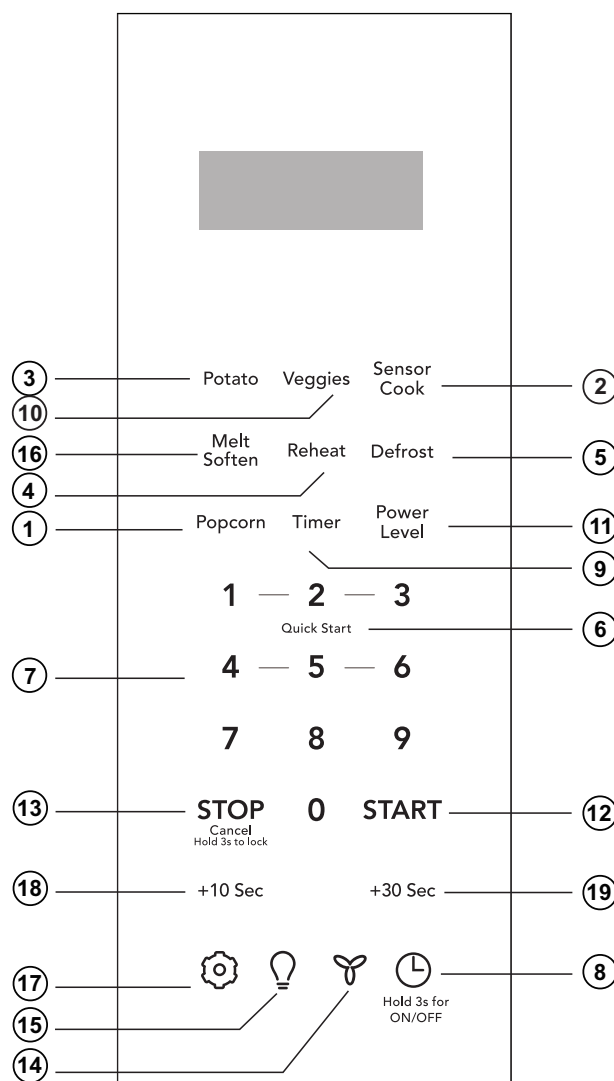 3 Potato Veggies Sensor Cook 2
10
16 Melt Soften Reheat Defrost 5
4
1 Popcorn Timer Power Level 11
9
1 — 2 — 3
Quick Start 6
7 4 — 5 — 6
7 8 9
13 STOP 0 START 12
Cancel
Hold 3s to lock
18 +10 Sec +30 Sec 19
17 8
Hold 3s for
ON/OFF
15
14